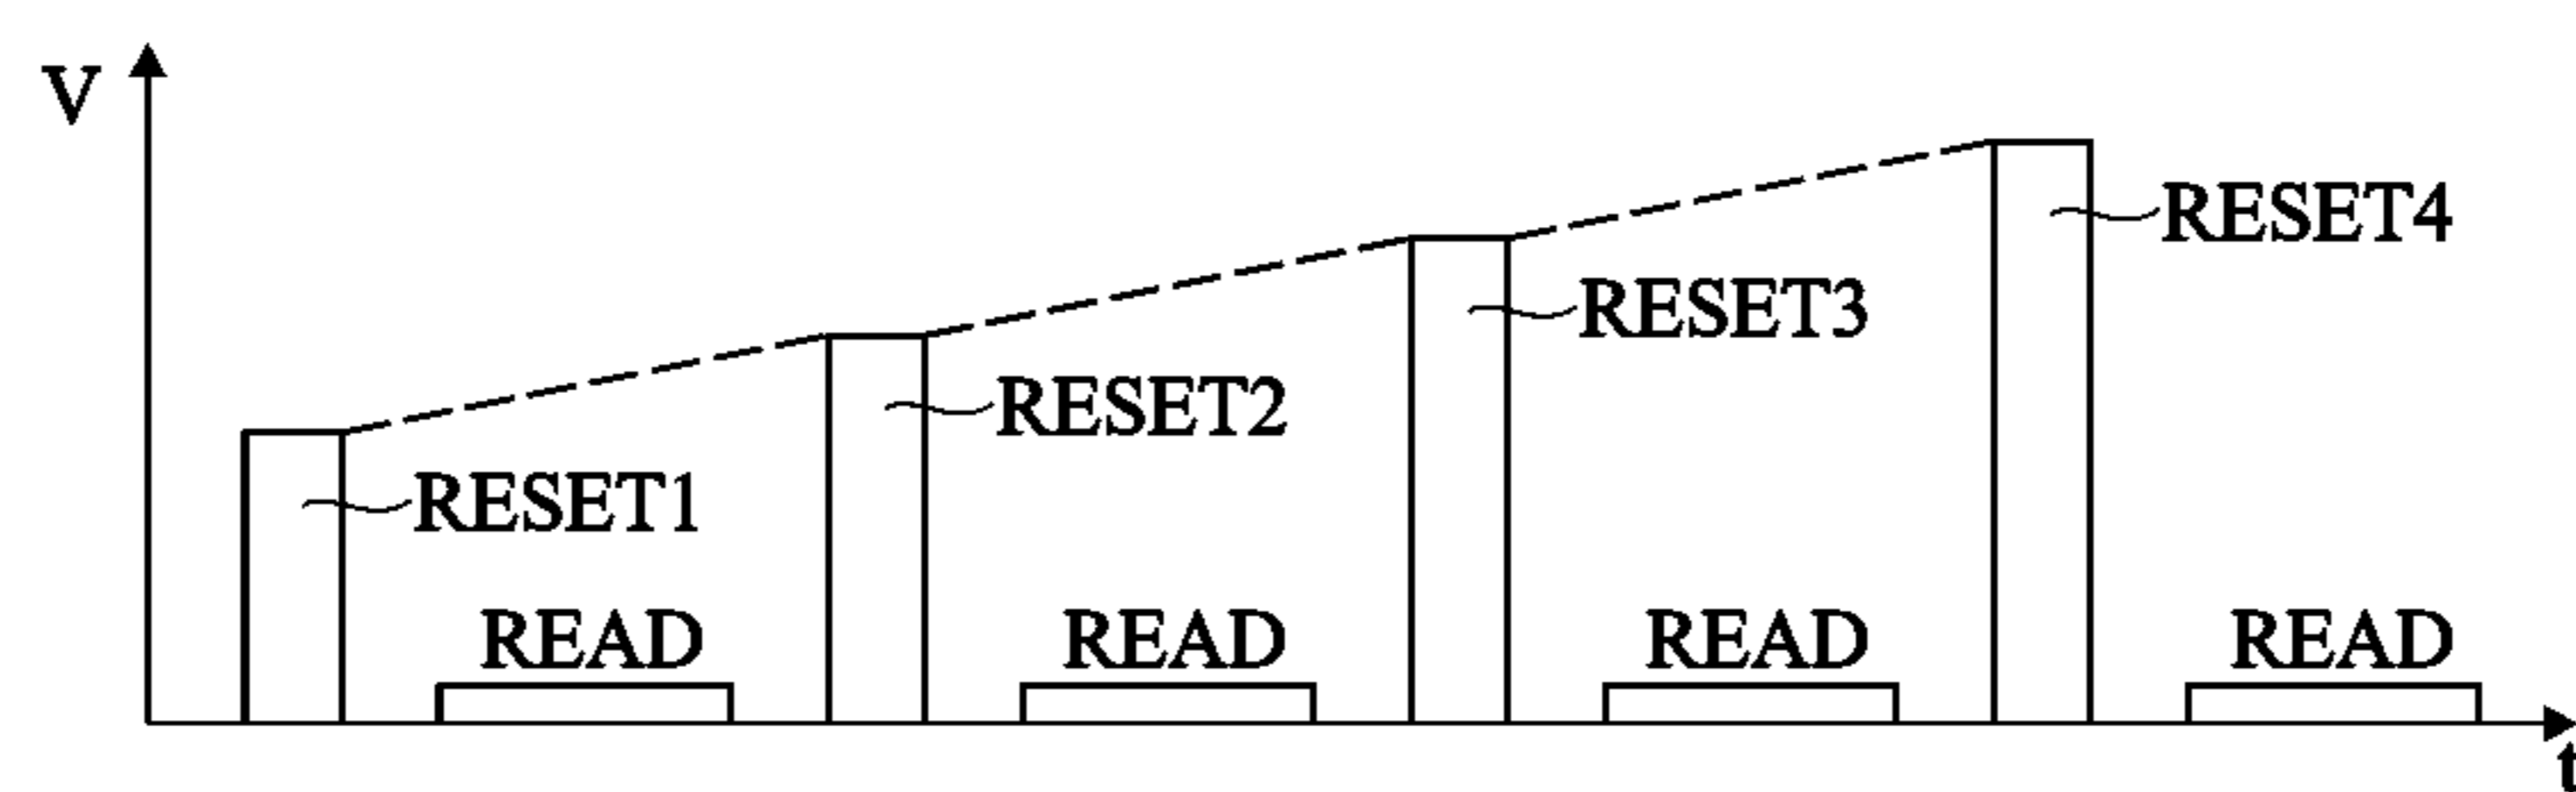 V
RESET4
RESET3
RESET2
RESET1
READ READ READ READ
t